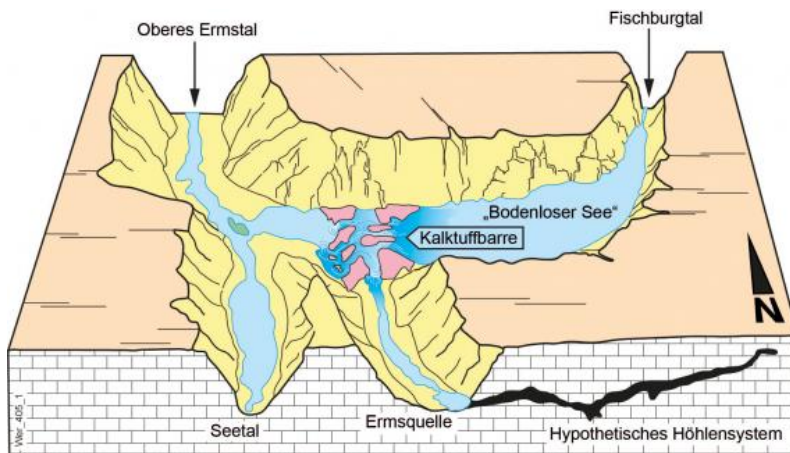 Oberes Ermstal
Fischburgtal
„Bodenloser See“
Kalktuffbarre
N
Seetal
Ermsquelle
Hypothetisches Höhlensystem
Wer_405_1